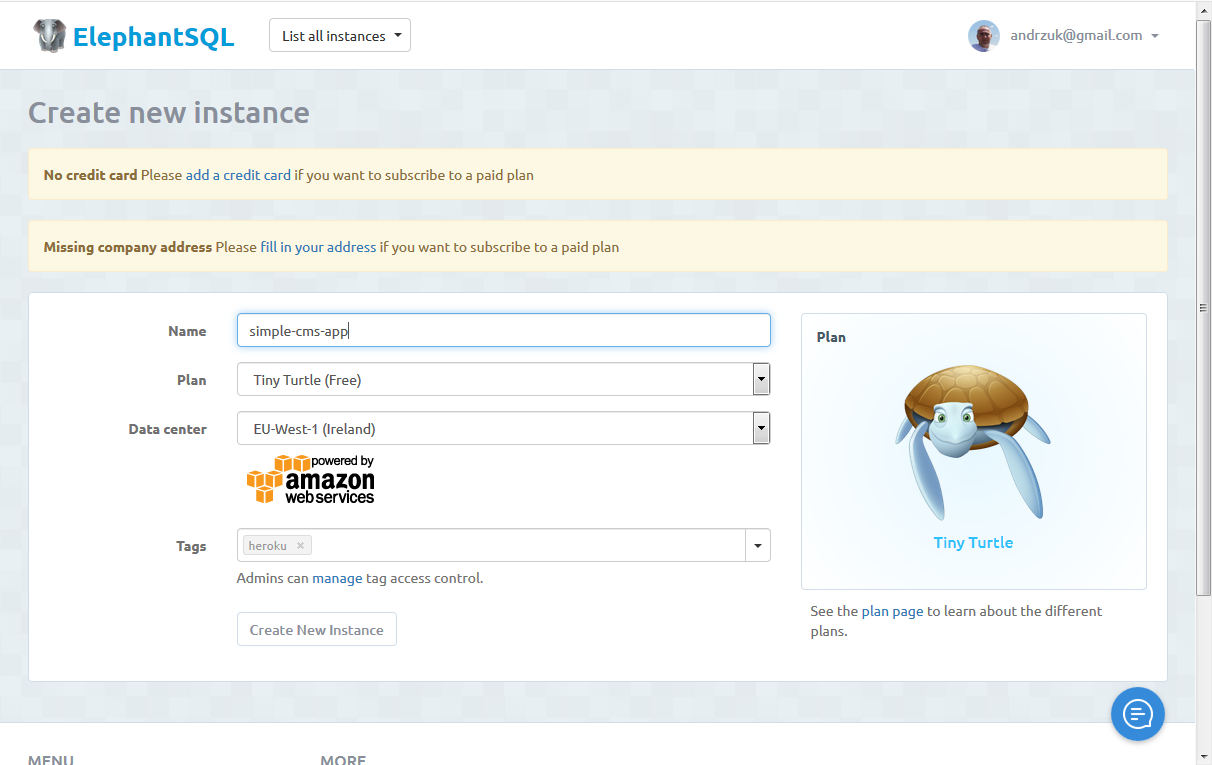 ElephantSQL
List all instances
andrzuk@gmail.com
Create new instance
No credit card Please add a credit card if you want to subscribe to a paid plan
Missing company address Please fill in your address if you want to subscribe to a paid plan
Name
simple-cms-app
Plan
Tiny Turtle (Free)
Data center
EU-West-1 (Ireland)
powered by
amazon
web services
Tags
heroku ×
Admins can manage tag access control.
Create New Instance
Plan
Tiny Turtle
See the plan page to learn about the different
plans.
MENU
MORE